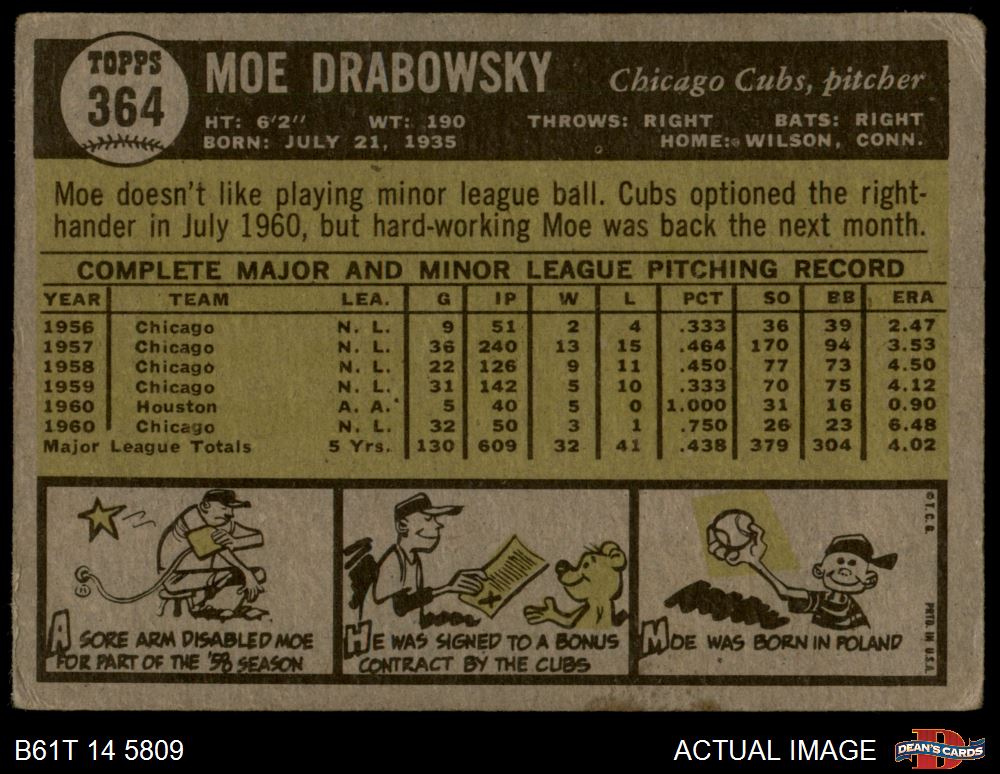 TOPPS
364
MOE DRABOWSKY Chicago Cubs, pitcher
HT: 6'2'' WT: 190 THROWS: RIGHT BATS: RIGHT
BORN: JULY 21, 1935 HOME: WILSON, CONN.
Moe doesn't like playing minor league ball. Cubs optioned the right-
hander in July 1960, but hard-working Moe was back the next month.
COMPLETE MAJOR AND MINOR LEAGUE PITCHING RECORD
YEAR TEAM LEA. G IP W L PCT SO BB ERA
1956 Chicago N. L. 9 51 2 4 .333 36 39 2.47
1957 Chicago N. L. 36 240 13 15 .464 170 94 3.53
1958 Chicago N. L. 22 126 9 11 .450 77 73 4.50
1959 Chicago N. L. 31 142 5 10 .333 70 75 4.12
1960 Houston A. A. 5 40 5 0 1.000 31 16 0.90
1960 Chicago N. L. 32 50 3 1 .750 26 23 6.48
Major League Totals 5 Yrs. 130 609 32 41 .438 379 304 4.02
A SORE ARM DISABLED MOE
FOR PART OF THE '58 SEASON
HE WAS SIGNED TO A BONUS
CONTRACT BY THE CUBS
X
MOE WAS BORN IN POLAND
© T.C.G. PRTD. IN U.S.A.
B61T 14 5809 ACTUAL IMAGE
D
DEAN'S CARDS